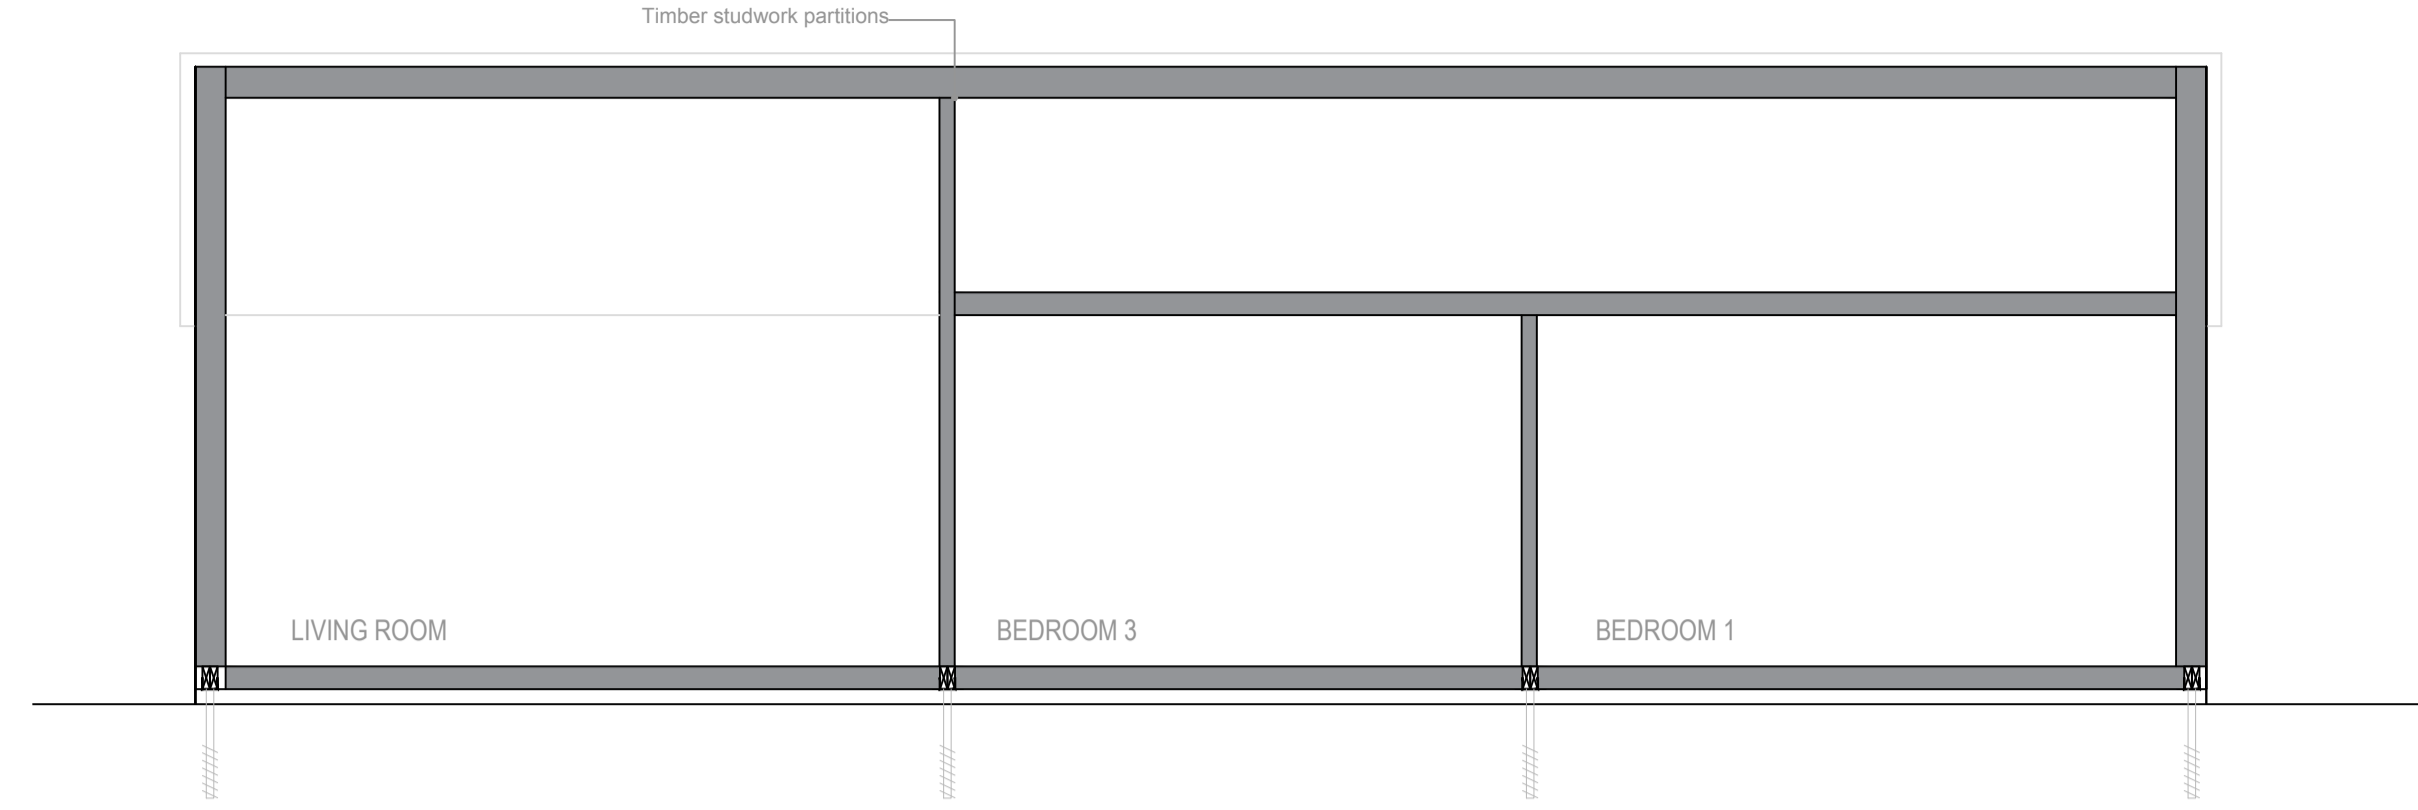 Timber studwork partitions
LIVING ROOM
BEDROOM 3
BEDROOM 1